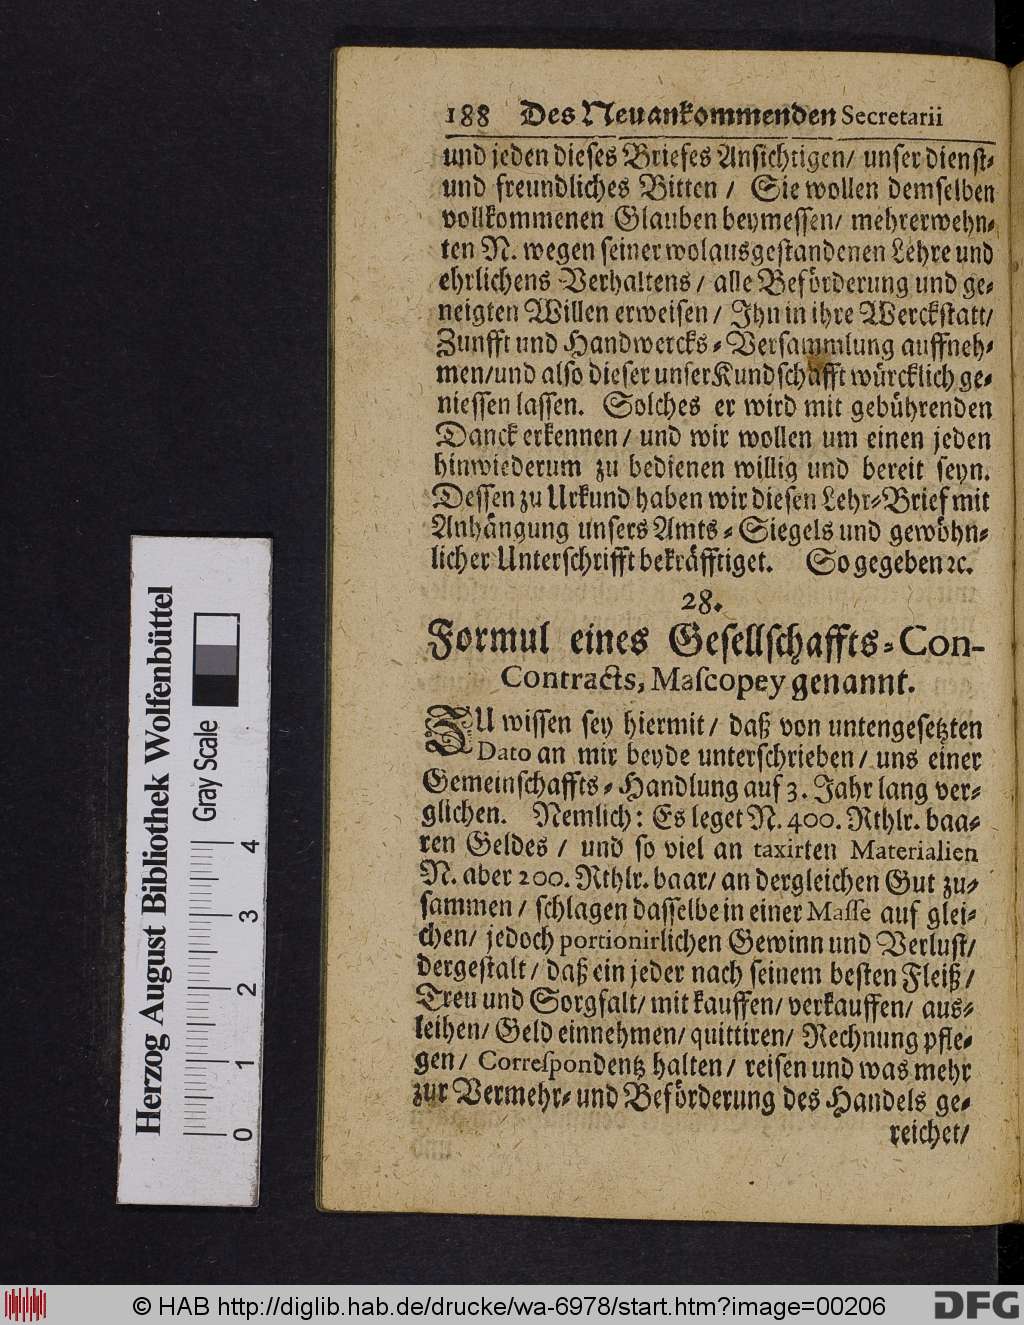 188 Des Neuankommenden Secretarii
und jeden dieses Briefes Ansichtigen/ unser dienst⸗
und freundliches Bitten / Sie wollen demselben
vollkommenen Glauben beymessen/ mehrerwehn⸗
ten N. wegen seiner wolausgestandenen Lehre und
ehrlichens Verhaltens / alle Beförderung und ge⸗
neigten Willen erweisen / Ihn in ihre Werckstatt/
Zunfft und Handwercks⸗Versammlung auffneh⸗
men/und also dieser unser Kundschafft würcklich ge⸗
niessen lassen. Solches er wird mit gebührenden
Danck erkennen / und wir wollen um einen jeden
hinwiederum zu bedienen willig und bereit seyn.
Dessen zu Urkund haben wir diesen Lehr⸗Brief mit
Anhängung unsers Amts⸗Siegels und gewöhn⸗
licher Unterschrifft bekräfftiget. So gegeben ꝛc.
28.
Formul eines Gesellschaffts⸗Con-
Contracts, Maſcopey genannt.
ZU wissen sey hiermit / daß von untengesetzten
Dato an mir beyde unterschrieben / uns einer
Gemeinschaffts⸗Handlung auf 3. Jahr lang ver⸗
glichen. Nemlich: Es leget N. 400. Rthlr. baa⸗
ren Geldes / und so viel an taxirten Materialien
N. aber 200. Rthlr. baar/ an dergleichen Gut zu⸗
sammen / schlagen dasselbe in einer Maſſe auf glei⸗
chen/ jedoch portionirlichen Gewinn und Verlust/
dergestalt / daß ein jeder nach seinem besten Fleiß /
Treu und Sorgfalt/ mit kauffen/ verkauffen/ aus⸗
leihen/ Geld einnehmen/ quittiren/ Rechnung pfle⸗
gen / Correſpondentz halten / reisen und was mehr
zur Vermehr⸗ und Beförderung des Handels ge⸗
reichet/
Herzog August Bibliothek Wolfenbüttel
Gray Scale
0 1 2 3 4
© HAB http://diglib.hab.de/drucke/wa-6978/start.htm?image=00206
DFG